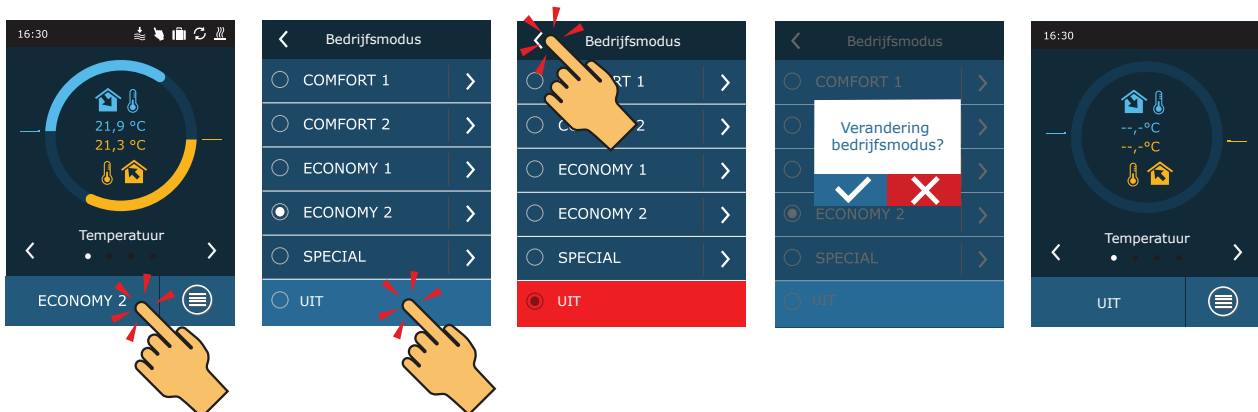 16:30
21,9 °C
21,3 °C
Temperatuur
ECONOMY 2
Bedrijfsmodus
COMFORT 1
COMFORT 2
ECONOMY 1
ECONOMY 2
SPECIAL
UIT
Bedrijfsmodus
RT 1
C 2
ECONOMY 1
ECONOMY 2
SPECIAL
UIT
Bedrijfsmodus
COMFORT 1
Verandering
bedrijfsmodus?
ECONOMY 2
SPECIAL
UIT
16:30
--,-°C
--,-°C
Temperatuur
UIT